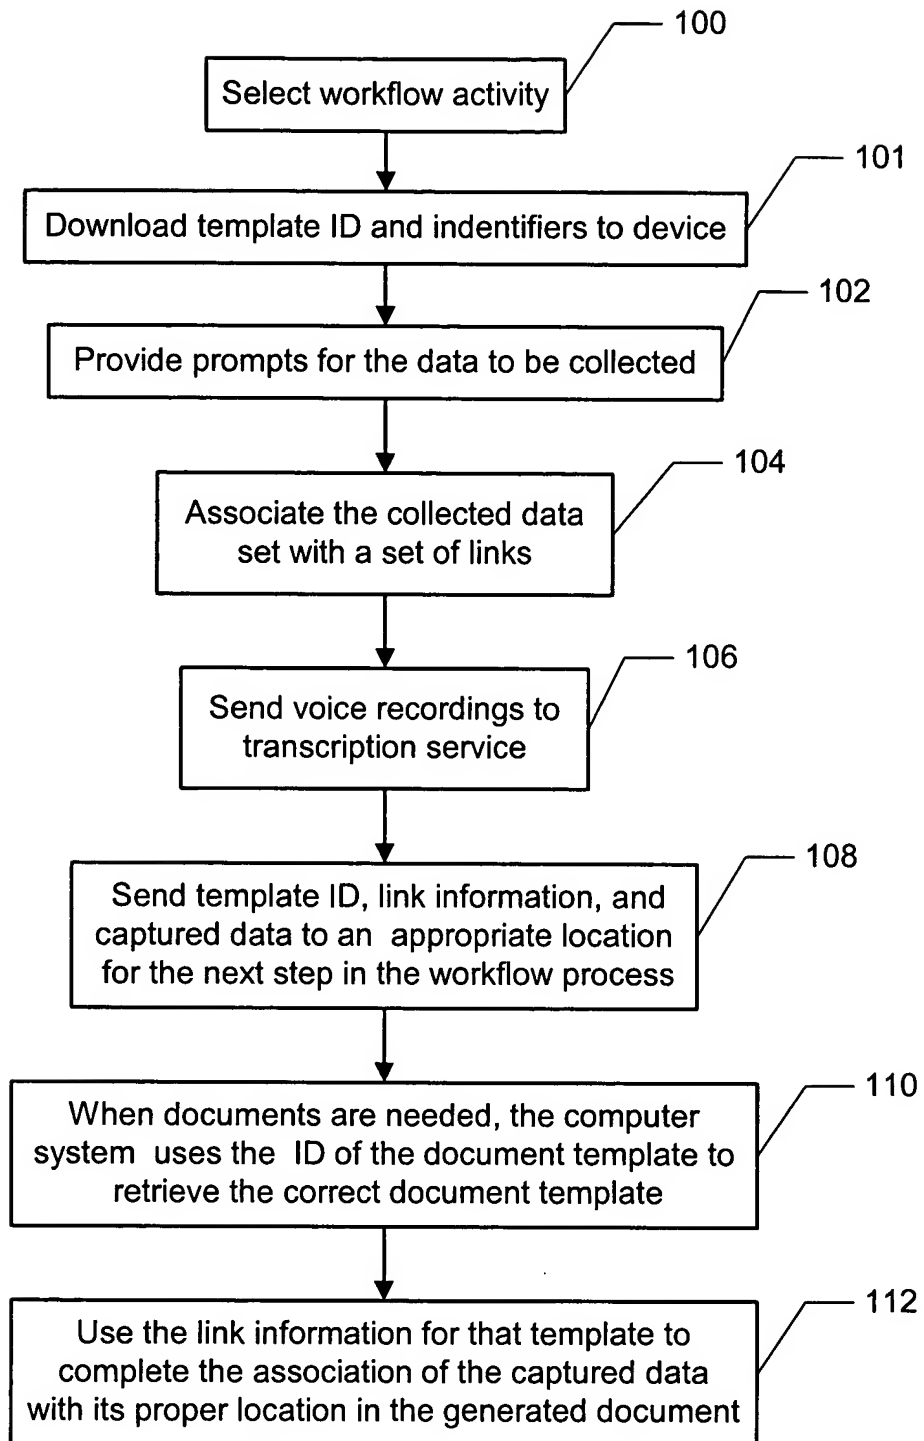 100
Select workflow activity
101
Download template ID and indentifiers to device
102
Provide prompts for the data to be collected
104
Associate the collected data
set with a set of links
106
Send voice recordings to
transcription service
108
Send template ID, link information, and
captured data to an appropriate location
for the next step in the workflow process
110
When documents are needed, the computer
system uses the ID of the document template to
retrieve the correct document template
112
Use the link information for that template to
complete the association of the captured data
with its proper location in the generated document